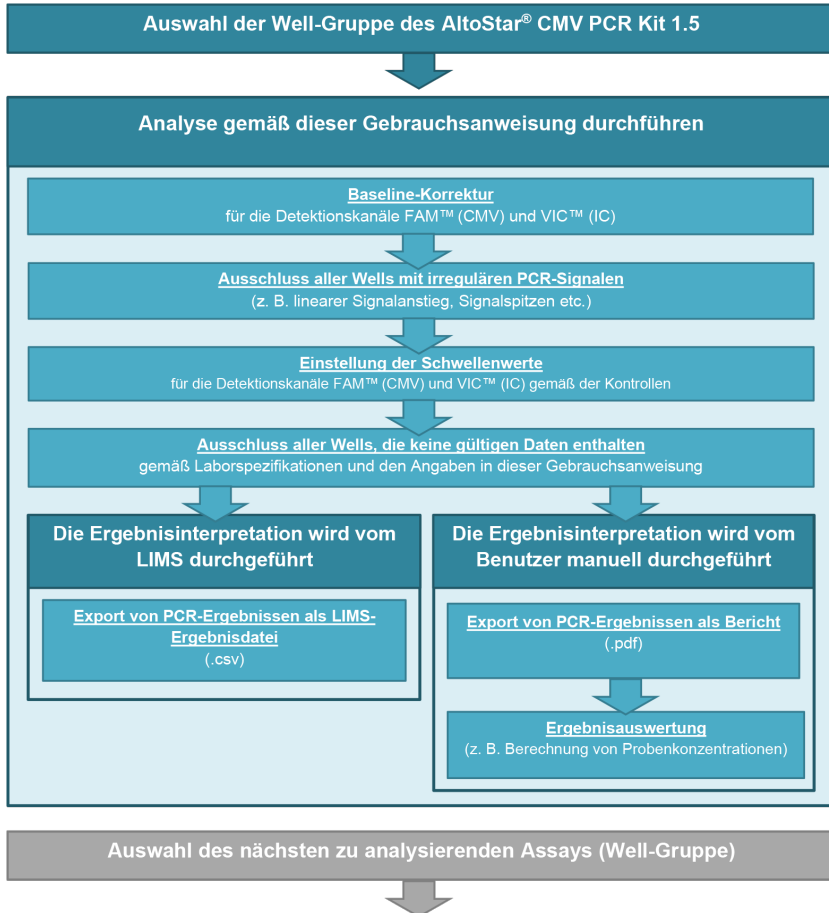 Auswahl der Well-Gruppe des AltoStar® CMV PCR Kit 1.5
Analyse gemäß dieser Gebrauchsanweisung durchführen
Baseline-Korrektur
für die Detektionskanäle FAM™ (CMV) und VIC™ (IC)
Ausschluss aller Wells mit irregulären PCR-Signalen
(z. B. linearer Signalanstieg, Signalspitzen etc.)
Einstellung der Schwellenwerte
für die Detektionskanäle FAM™ (CMV) und VIC™ (IC) gemäß der Kontrollen
Ausschluss aller Wells, die keine gültigen Daten enthalten
gemäß Laborspezifikationen und den Angaben in dieser Gebrauchsanweisung
Die Ergebnisinterpretation wird vom
LIMS durchgeführt
Export von PCR-Ergebnissen als LIMS-
Ergebnisdatei
(.csv)
Die Ergebnisinterpretation wird vom
Benutzer manuell durchgeführt
Export von PCR-Ergebnissen als Bericht
(.pdf)
Ergebnisauswertung
(z. B. Berechnung von Probenkonzentrationen)
Auswahl des nächsten zu analysierenden Assays (Well-Gruppe)